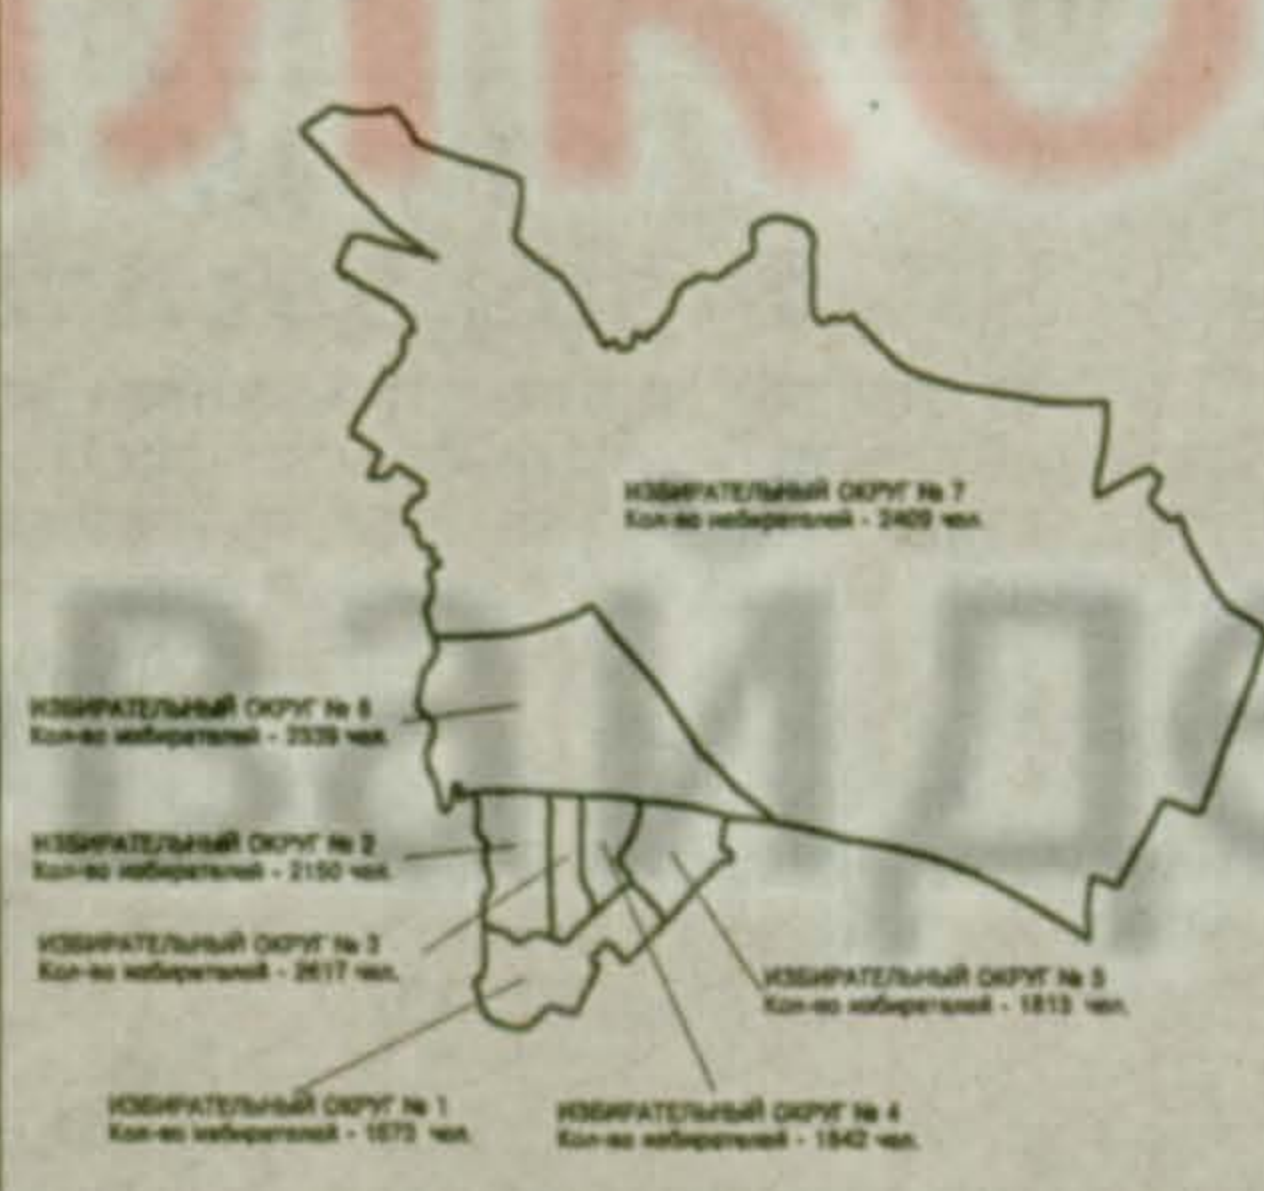 ИЗБИРАТЕЛЬНЫЙ ОКРУГ № 7
Кол-во избирателей - 2409 чел.
ИЗБИРАТЕЛЬНЫЙ ОКРУГ № 6
Кол-во избирателей - чел.
ИЗБИРАТЕЛЬНЫЙ ОКРУГ № 2
Кол-во избирателей - 2150 чел.
ИЗБИРАТЕЛЬНЫЙ ОКРУГ № 3
Кол-во избирателей - 2617 чел.
ИЗБИРАТЕЛЬНЫЙ ОКРУГ № 5
Кол-во избирателей - 1813 чел.
ИЗБИРАТЕЛЬНЫЙ ОКРУГ № 1
Кол-во избирателей - чел.
ИЗБИРАТЕЛЬНЫЙ ОКРУГ № 4
Кол-во избирателей - чел.